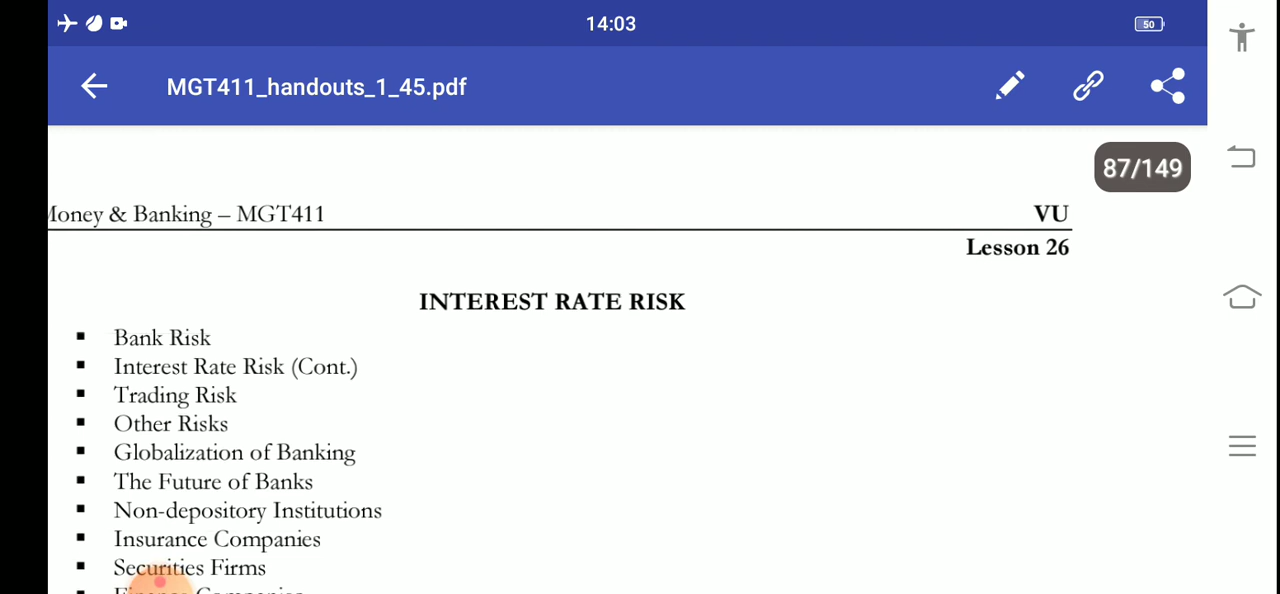 14:03
50
MGT411_handouts_1_45.pdf
87/149
Money & Banking – MGT411 VU
Lesson 26
INTEREST RATE RISK
▪ Bank Risk
▪ Interest Rate Risk (Cont.)
▪ Trading Risk
▪ Other Risks
▪ Globalization of Banking
▪ The Future of Banks
▪ Non-depository Institutions
▪ Insurance Companies
▪ Securities Firms